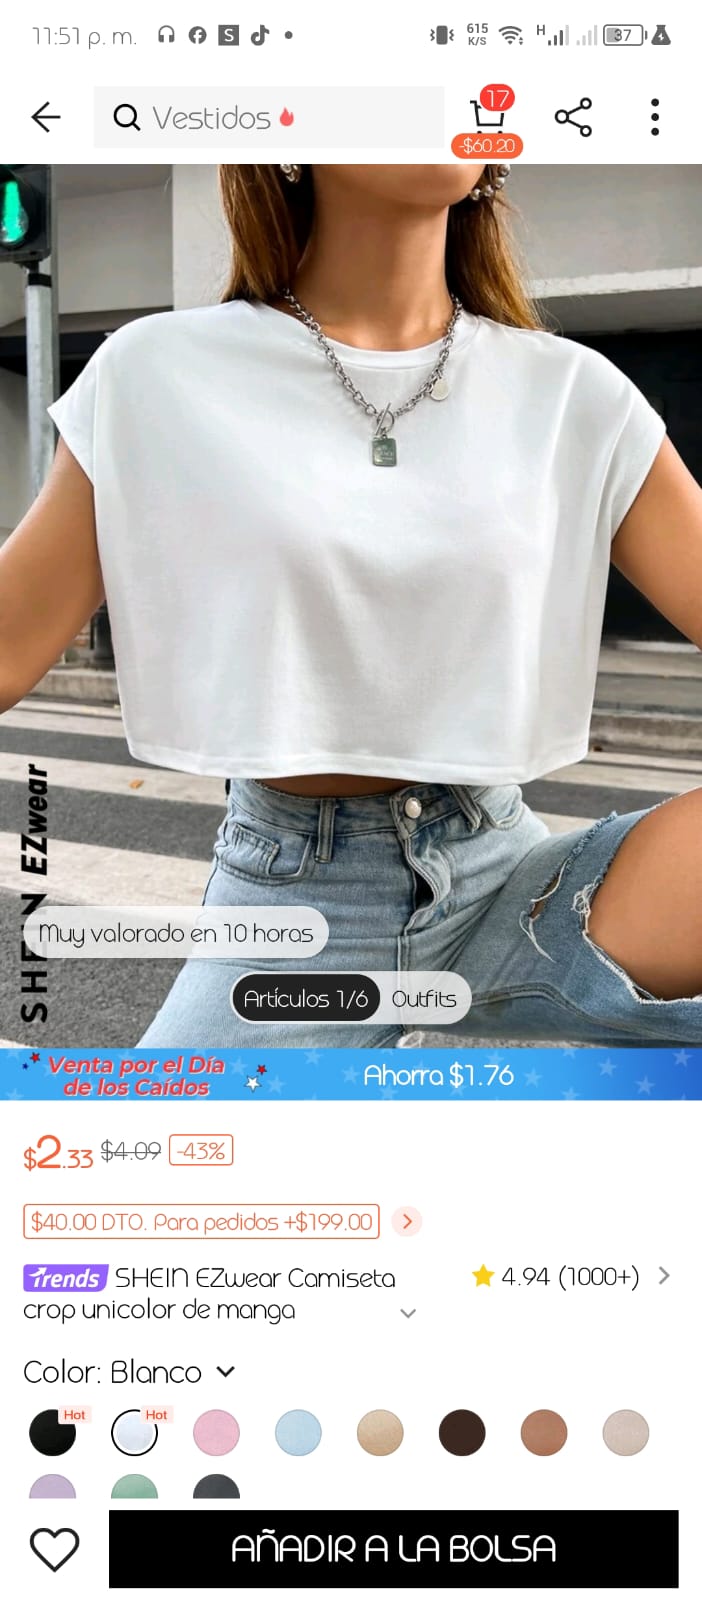 11:51 p. m.
615
K/S
H
37
Vestidos
17
-$60.20
SHEIN EZwear
Muy valorado en 10 horas
Artículos 1/6 Outfits
Venta por el Día
de los Caídos
Ahorra $1.76
$2.33 $4.09 -43%
$40.00 DTO. Para pedidos +$199.00
Trends SHEIN EZwear Camiseta
crop unicolor de manga
4.94 (1000+)
Color: Blanco
Hot
Hot
AÑADIR A LA BOLSA